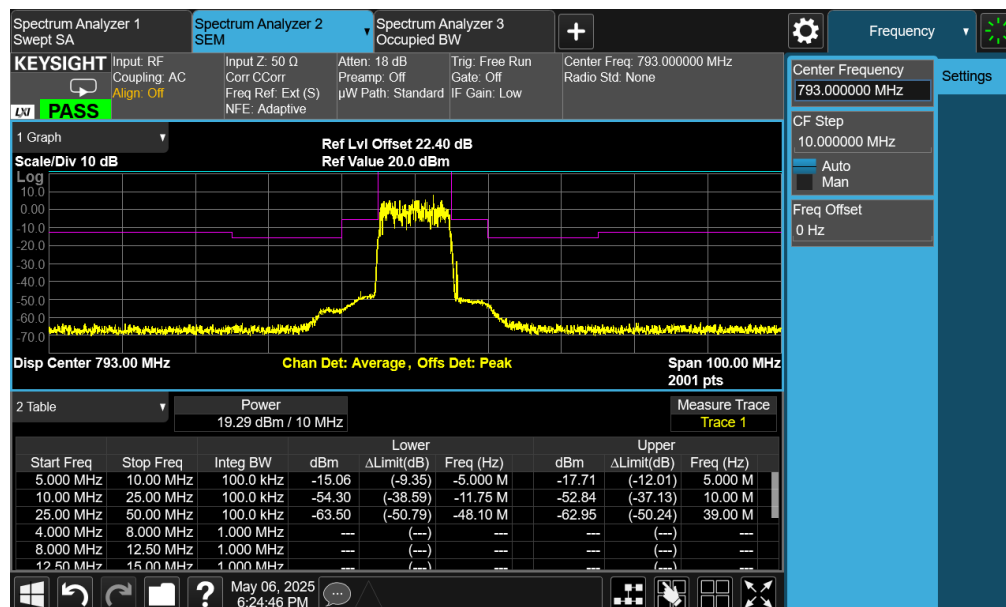 Spectrum Analyzer 1
Swept SA
Spectrum Analyzer 2
SEM
Spectrum Analyzer 3
Occupied BW
+
Frequency
KEYSIGHT
Input: RF
Coupling: AC
Align: Off
Input Z: 50 Ω
Corr CCorr
Freq Ref: Ext (S)
NFE: Adaptive
Atten: 18 dB
Preamp: Off
µW Path: Standard
Trig: Free Run
Gate: Off
IF Gain: Low
Center Freq: 793.000000 MHz
Radio Std: None
LXI
PASS
Center Frequency
793.000000 MHz
Settings
CF Step
10.000000 MHz
Auto
Man
Freq Offset
0 Hz
1 Graph
Scale/Div 10 dB
Ref Lvl Offset 22.40 dB
Ref Value 20.0 dBm
Log
10.0
0.00
-10.0
-20.0
-30.0
-40.0
-50.0
-60.0
-70.0
Disp Center 793.00 MHz
Chan Det: Average, Offs Det: Peak
Span 100.00 MHz
2001 pts
2 Table
Power
19.29 dBm / 10 MHz
Measure Trace
Trace 1
Lower Upper
Start Freq Stop Freq Integ BW dBm ΔLimit(dB) Freq (Hz) dBm ΔLimit(dB) Freq (Hz)
5.000 MHz 10.00 MHz 100.0 kHz -15.06 (-9.35) -5.000 M -17.71 (-12.01) 5.000 M
10.00 MHz 25.00 MHz 100.0 kHz -54.30 (-38.59) -11.75 M -52.84 (-37.13) 10.00 M
25.00 MHz 50.00 MHz 100.0 kHz -63.50 (-50.79) -48.10 M -62.95 (-50.24) 39.00 M
4.000 MHz 8.000 MHz 1.000 MHz --- (---) --- --- (---) ---
8.000 MHz 12.50 MHz 1.000 MHz --- (---) --- --- (---) ---
12.50 MHz 15.00 MHz 1.000 MHz --- (---) --- --- (---) ---
?
May 06, 2025
6:24:46 PM